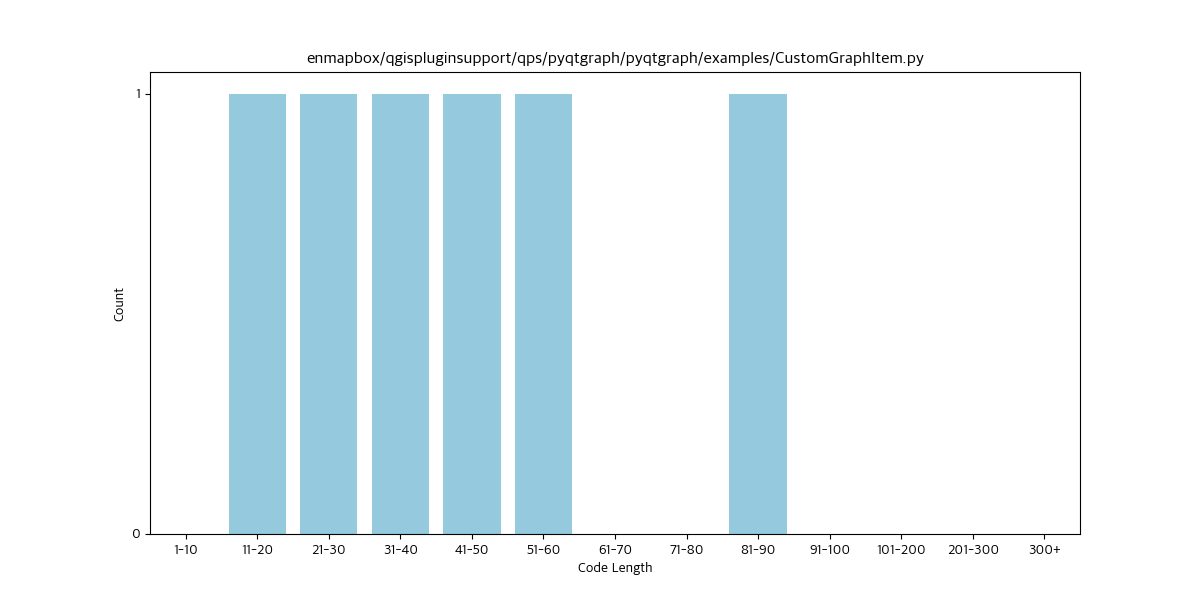 enmapbox/qgispluginsupport/qps/pyqtgraph/pyqtgraph/examples/CustomGraphItem.py
1
Count
0
1-10 11-20 21-30 31-40 41-50 51-60 61-70 71-80 81-90 91-100 101-200 201-300 300+
Code Length